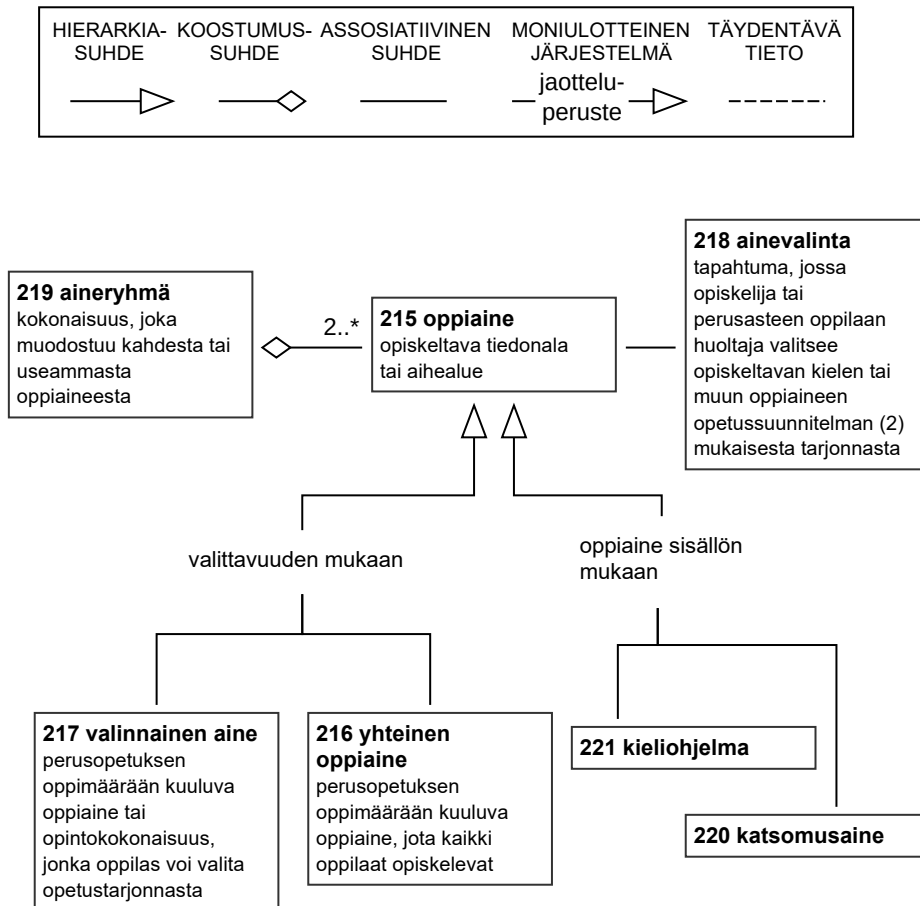 HIERARKIA-
SUHDE
KOOSTUMUS-
SUHDE
ASSOSIATIIVINEN
SUHDE
MONIULOTTEINEN
JÄRJESTELMÄ
TÄYDENTÄVÄ
TIETO
jaottelu-
peruste
219 aineryhmä
kokonaisuus, joka
muodostuu kahdesta tai
useammasta
oppiaineesta
2..*
215 oppiaine
opiskeltava tiedonala
tai aihealue
218 ainevalinta
tapahtuma, jossa
opiskelija tai
perusasteen oppilaan
huoltaja valitsee
opiskeltavan kielen tai
muun oppiaineen
opetussuunnitelman (2)
mukaisesta tarjonnasta
valittavuuden mukaan
oppiaine sisällön
mukaan
217 valinnainen aine
perusopetuksen
oppimäärään kuuluva
oppiaine tai
opintokokonaisuus,
jonka oppilas voi valita
opetustarjonnasta
216 yhteinen
oppiaine
perusopetuksen
oppimäärään kuuluva
oppiaine, jota kaikki
oppilaat opiskelevat
221 kieliohjelma
220 katsomusaine